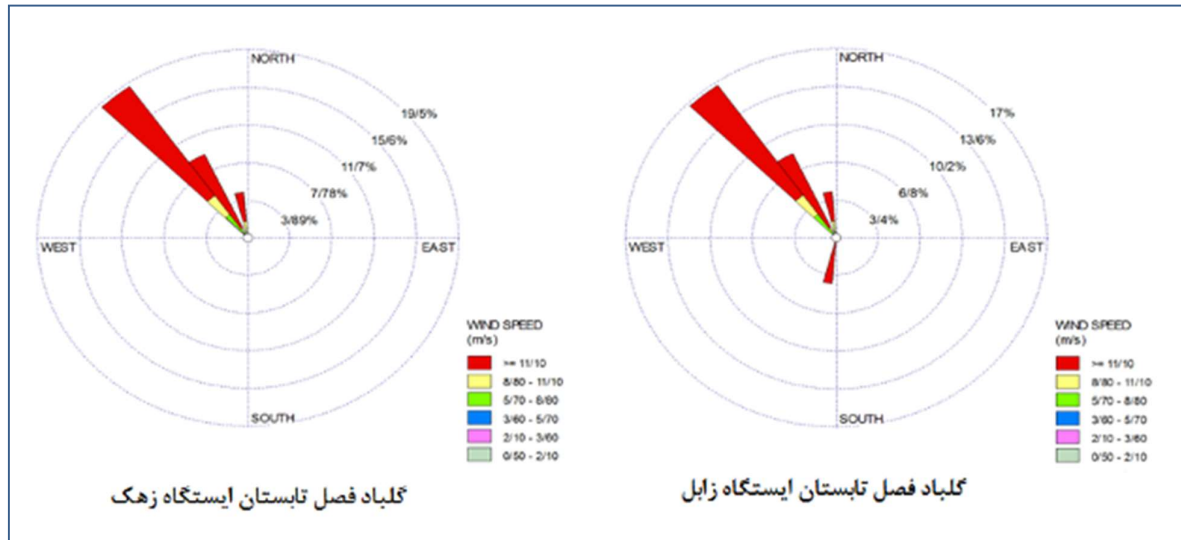 NORTH
19/5%
15/6%
11/7%
7/78%
3/89%
WEST
EAST
WIND SPEED
(m/s)
>= 11/10
8/80 - 11/10
5/70 - 8/80
3/60 - 5/70
2/10 - 3/60
0/50 - 2/10
SOUTH
گلباد فصل تابستان ایستگاه زهک
NORTH
17%
13/6%
10/2%
6/8%
3/4%
WEST
EAST
WIND SPEED
(m/s)
>= 11/10
8/80 - 11/10
5/70 - 8/80
3/60 - 5/70
2/10 - 3/60
0/50 - 2/10
SOUTH
گلباد فصل تابستان ایستگاه زابل